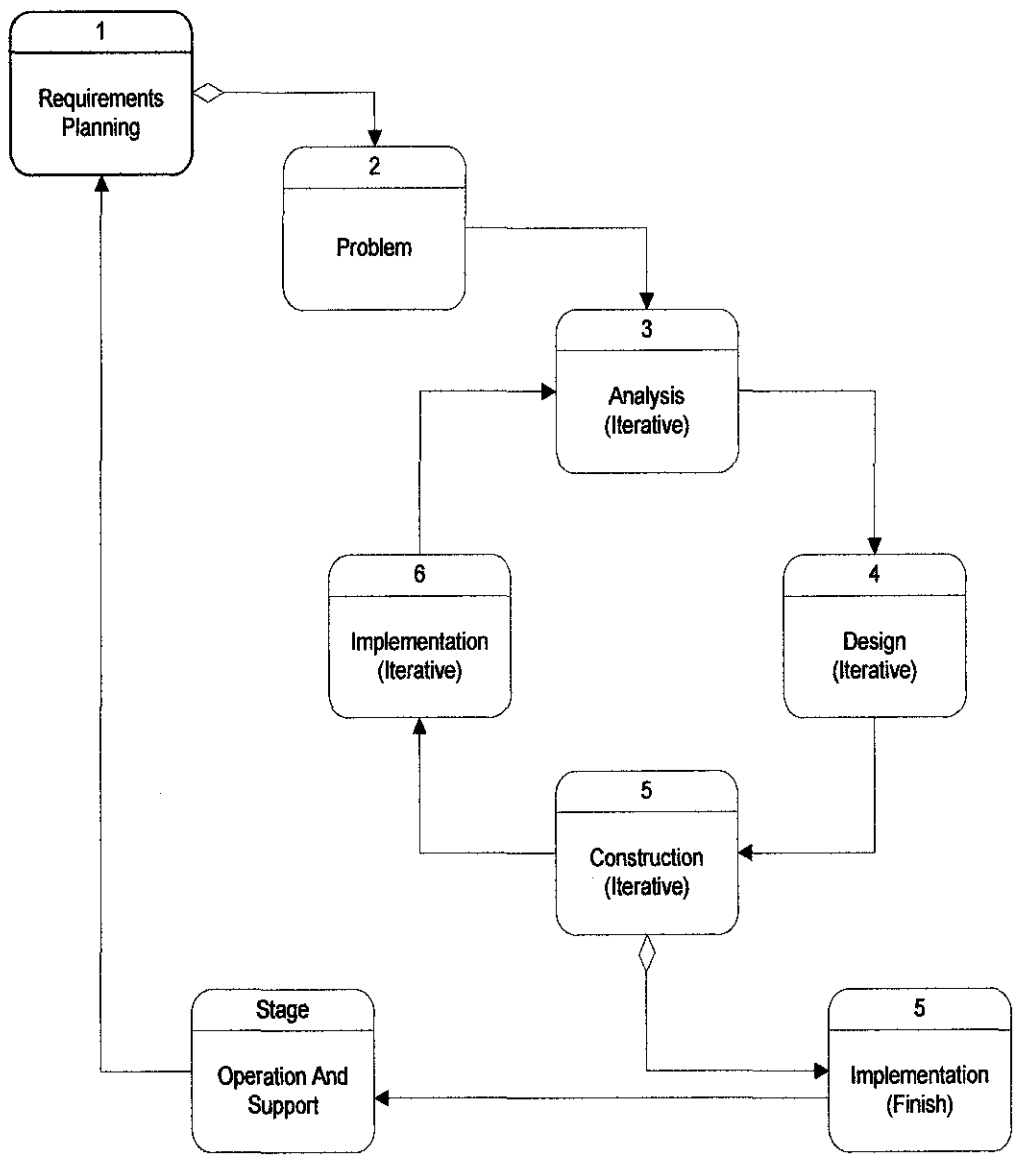 1
Requirements
Planning
2
Problem
3
Analysis
(Iterative)
6
Implementation
(Iterative)
4
Design
(Iterative)
5
Construction
(Iterative)
Stage
Operation And
Support
5
Implementation
(Finish)